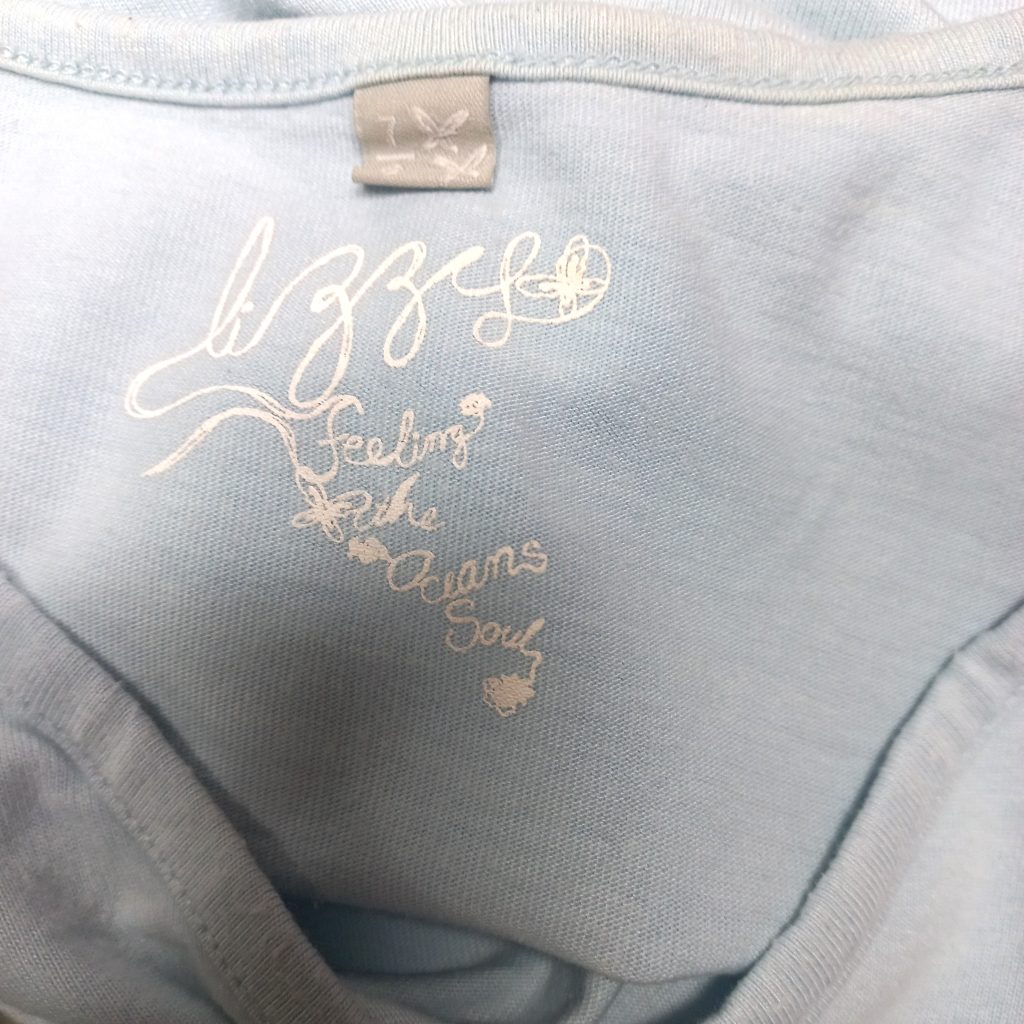 lizzy
feeling
like
Oceans
Soul